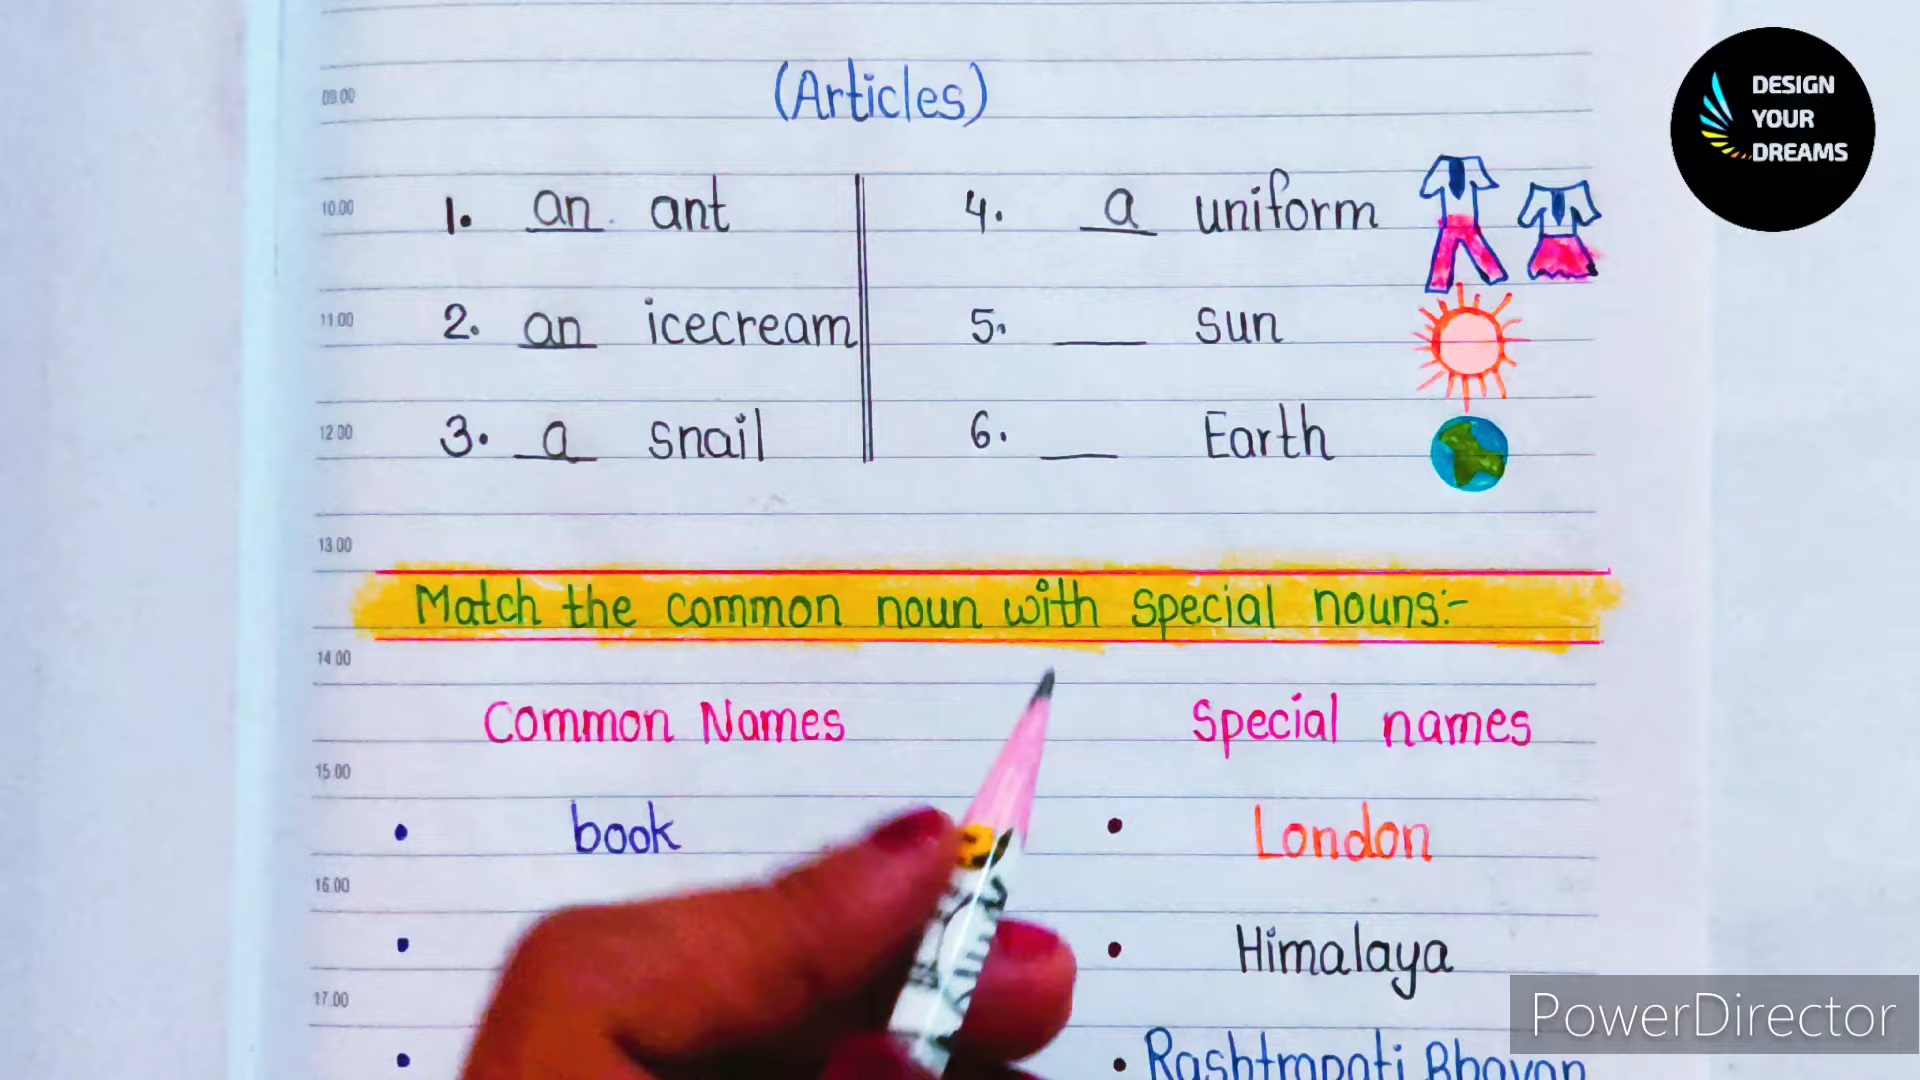 (Articles)
09.00
10.00
1. an ant
4. a uniform
11.00
2. an icecream
5. ___ sun
12.00
3. a snail
6. ___ Earth
13.00
Match the common noun with special nouns:-
14.00
Common Names
Special names
15.00
• book
• London
16.00
•
• Himalaya
17.00
•
• Rashtrapati Bhavan
DESIGN
YOUR
DREAMS
PowerDirector